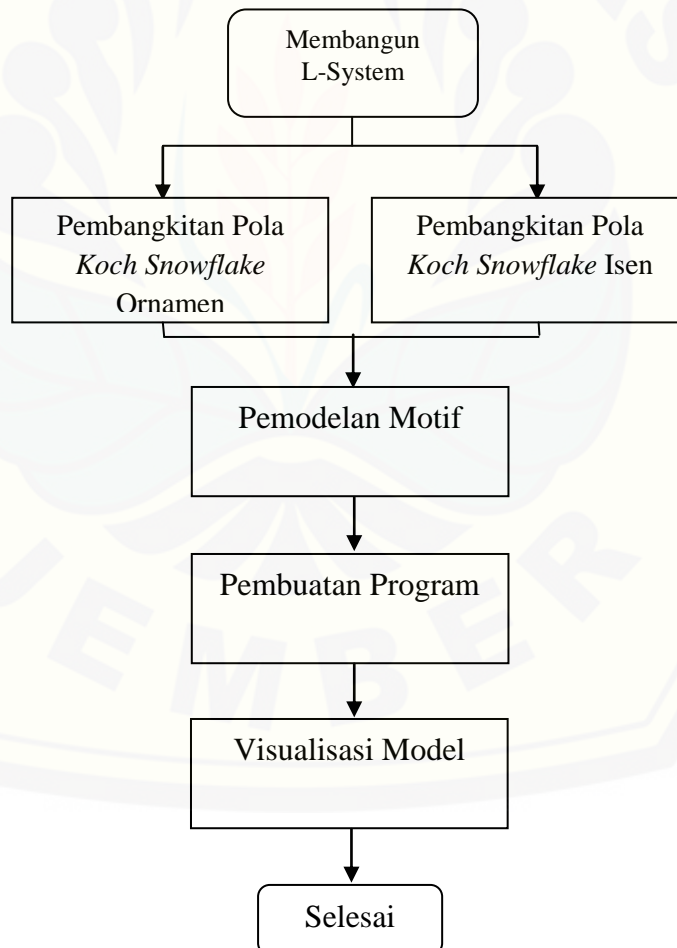 Membangun
L-System
Pembangkitan Pola
Koch Snowflake
Ornamen
Pembangkitan Pola
Koch Snowflake Isen
Pemodelan Motif
Pembuatan Program
Visualisasi Model
Selesai
JEMBER